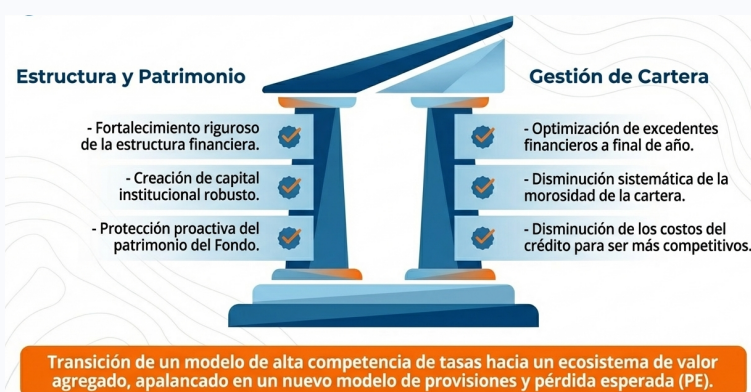 Estructura y Patrimonio
- Fortalecimiento riguroso
de la estructura financiera.
- Creación de capital
institucional robusto.
- Protección proactiva del
patrimonio del Fondo.
Gestión de Cartera
- Optimización de excedentes
financieros a final de año.
- Disminución sistemática de la
morosidad de la cartera.
- Disminución de los costos del
crédito para ser más competitivos.
Transición de un modelo de alta competencia de tasas hacia un ecosistema de valor
agregado, apalancado en un nuevo modelo de provisiones y pérdida esperada (PE).